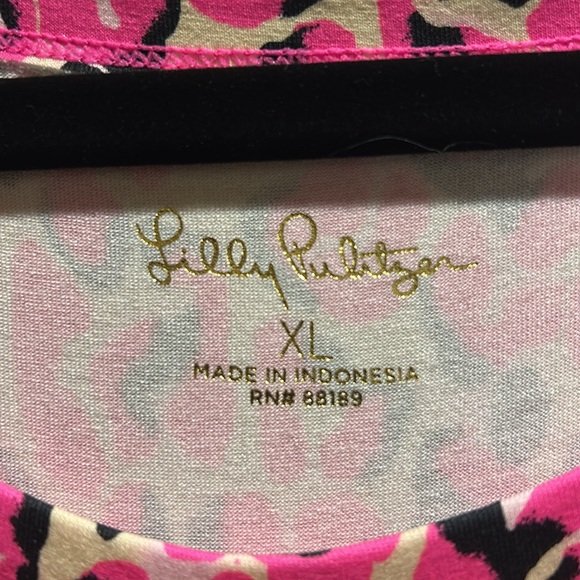 Lilly Pulitzer
XL
MADE IN INDONESIA
RN# 88189